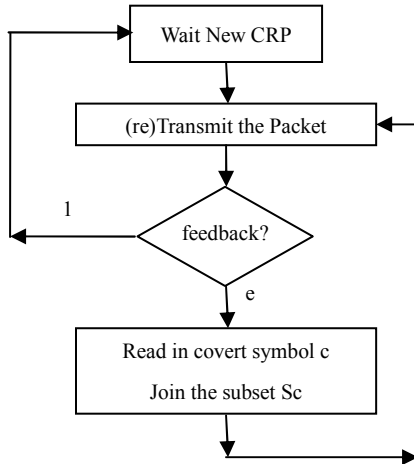 Wait New CRP
(re)Transmit the Packet
feedback?
1
e
Read in covert symbol c
Join the subset Sc